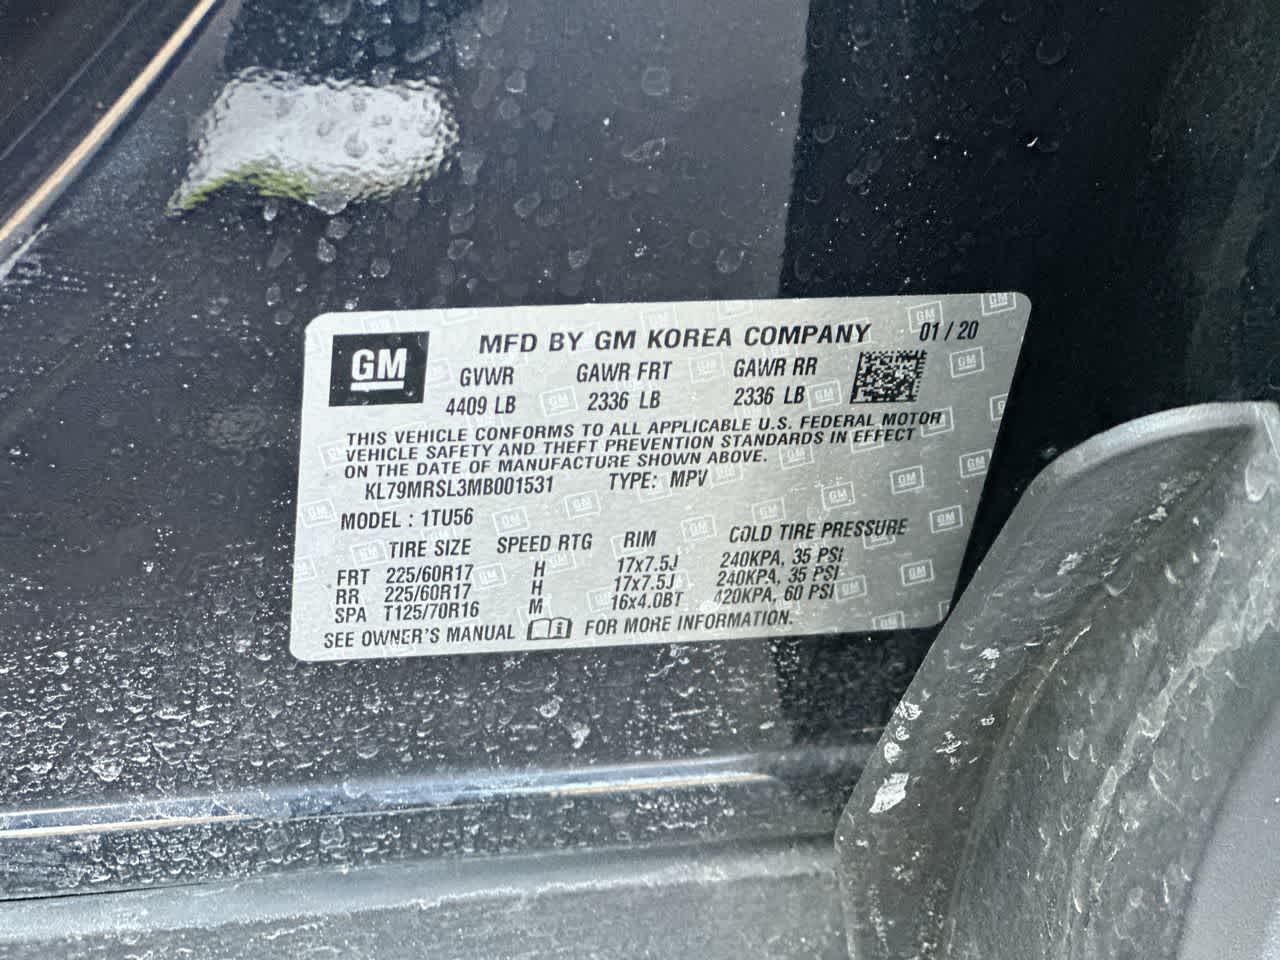 GM MFD BY GM KOREA COMPANY 01 / 20
GVWR GAWR FRT GAWR RR
4409 LB 2336 LB 2336 LB
THIS VEHICLE CONFORMS TO ALL APPLICABLE U.S. FEDERAL MOTOR
VEHICLE SAFETY AND THEFT PREVENTION STANDARDS IN EFFECT
ON THE DATE OF MANUFACTURE SHOWN ABOVE.
KL79MRSL3MB001531 TYPE: MPV
MODEL : 1TU56
TIRE SIZE SPEED RTG RIM COLD TIRE PRESSURE
FRT 225/60R17 H 17x7.5J 240KPA, 35 PSI
RR 225/60R17 H 17x7.5J 240KPA, 35 PSI
SPA T125/70R16 M 16x4.0BT 420KPA, 60 PSI
SEE OWNER'S MANUAL i FOR MORE INFORMATION.